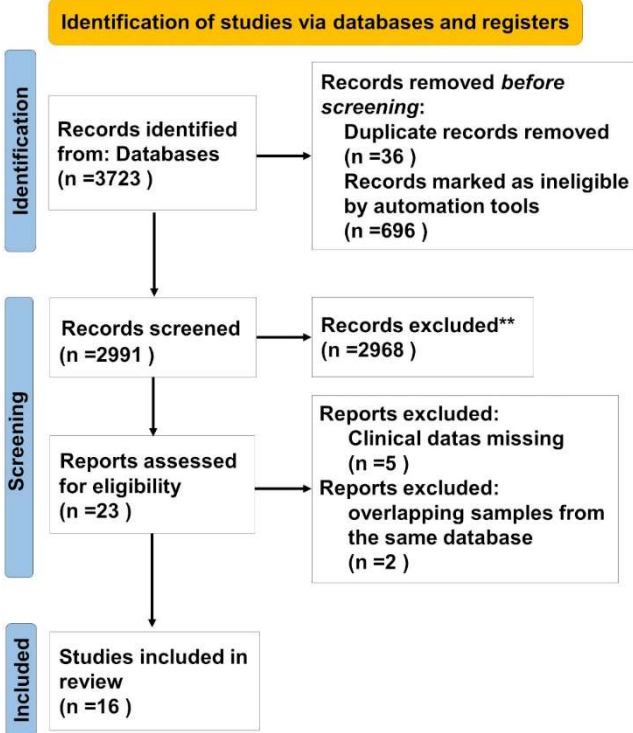 Identification of studies via databases and registers
Identification
Records identified
from: Databases
(n =3723 )
Records removed before
screening:
Duplicate records removed
(n =36 )
Records marked as ineligible
by automation tools
(n =696 )
Screening
Records screened
(n =2991 )
Records excluded**
(n =2968 )
Reports assessed
for eligibility
(n =23 )
Reports excluded:
Clinical datas missing
(n =5 )
Reports excluded:
overlapping samples from
the same database
(n =2 )
Included
Studies included in
review
(n =16 )